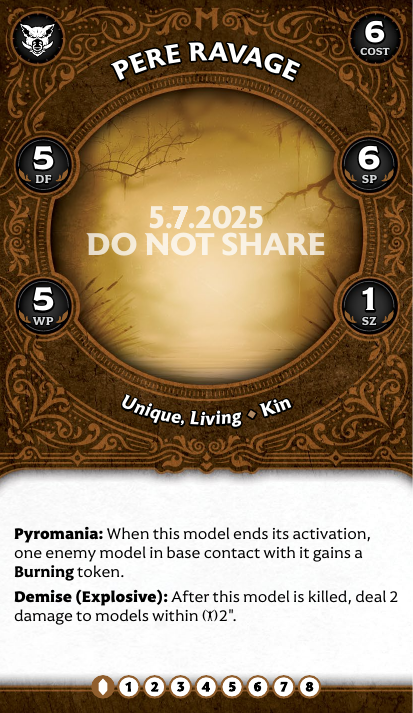 PERE RAVAGE
6
COST
5
DF
6
SP
5.7.2025
DO NOT SHARE
5
WP
1
SZ
Unique, Living ⬥ Kin
Pyromania: When this model ends its activation,
one enemy model in base contact with it gains a
Burning token.
Demise (Explosive): After this model is killed, deal 2
damage to models within 2".
1 2 3 4 5 6 7 8